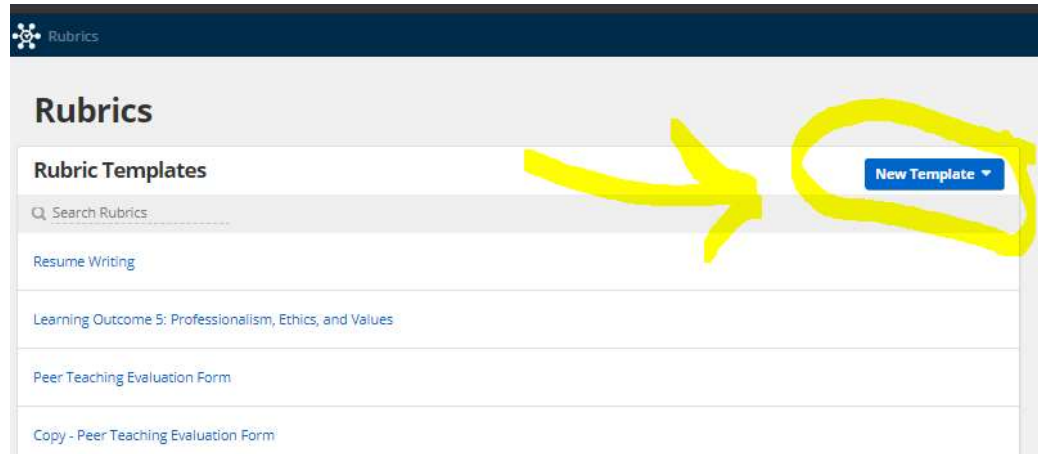 Rubrics
Rubrics
Rubric Templates
New Template
Search Rubrics
Resume Writing
Learning Outcome 5: Professionalism, Ethics, and Values
Peer Teaching Evaluation Form
Copy - Peer Teaching Evaluation Form